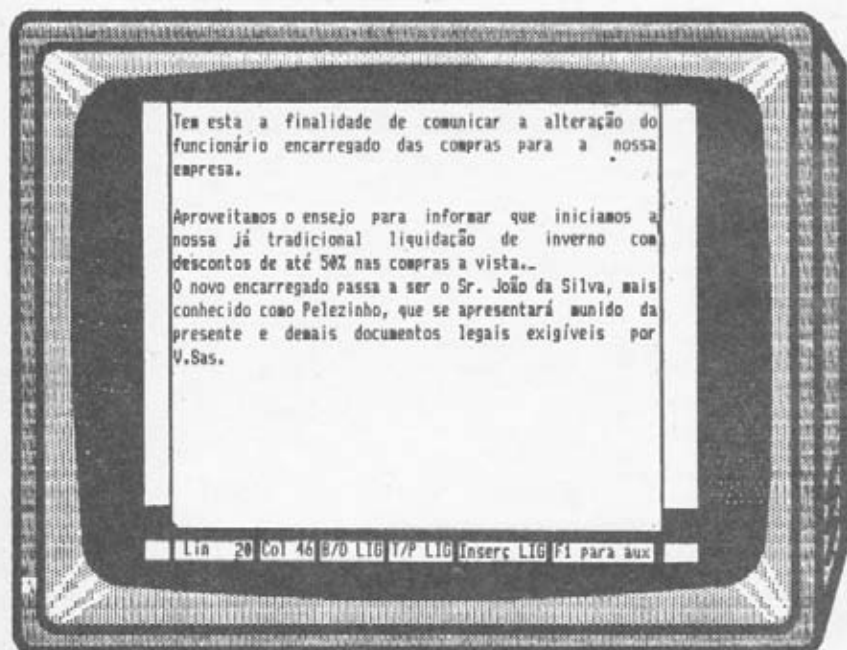 Tem esta a finalidade de comunicar a alteração do
funcionário encarregado das compras para a nossa
empresa.
Aproveitamos o ensejo para informar que iniciamos a
nossa já tradicional liquidação de inverno com
descontos de até 50% nas compras a vista._
O novo encarregado passa a ser o Sr. João da Silva, mais
conhecido como Pelezinho, que se apresentará munido da
presente e demais documentos legais exigíveis por
V.Sas.
Lin 20 Col 46 B/D LIG T/P LIG Inserç LIG F1 para aux